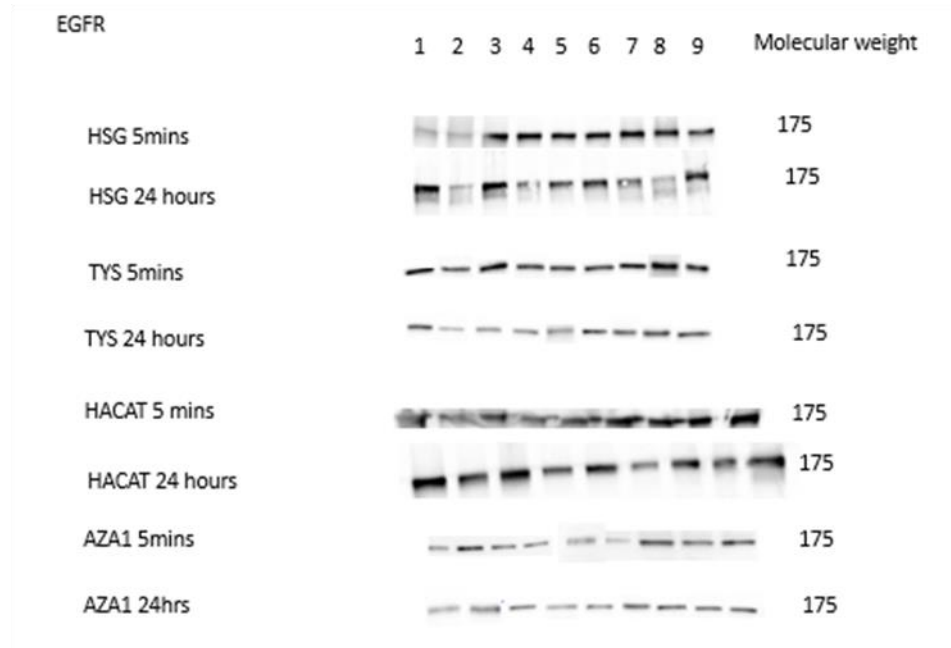 EGFR
1 2 3 4 5 6 7 8 9 Molecular weight
HSG 5mins 175
HSG 24 hours 175
TYS 5mins 175
TYS 24 hours 175
HACAT 5 mins 175
HACAT 24 hours 175
AZA1 5mins 175
AZA1 24hrs 175